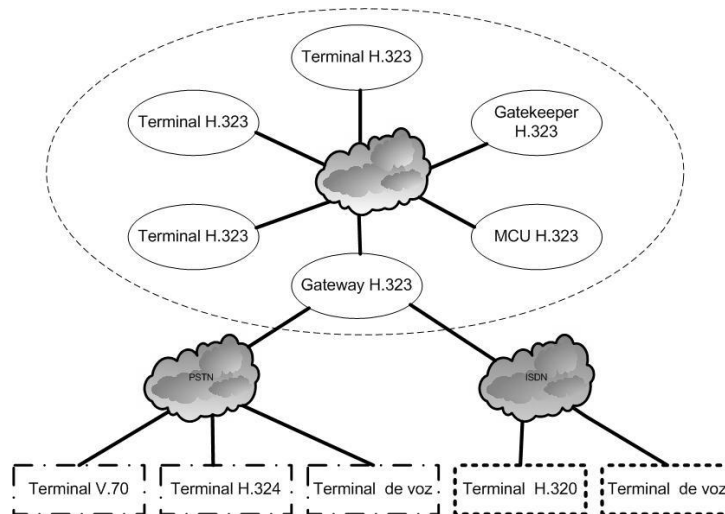 Terminal H.323
Terminal H.323
Gatekeeper
H.323
Terminal H.323
MCU H.323
Gateway H.323
PSTN
ISDN
Terminal V.70
Terminal H.324
Terminal de voz
Terminal H.320
Terminal de voz